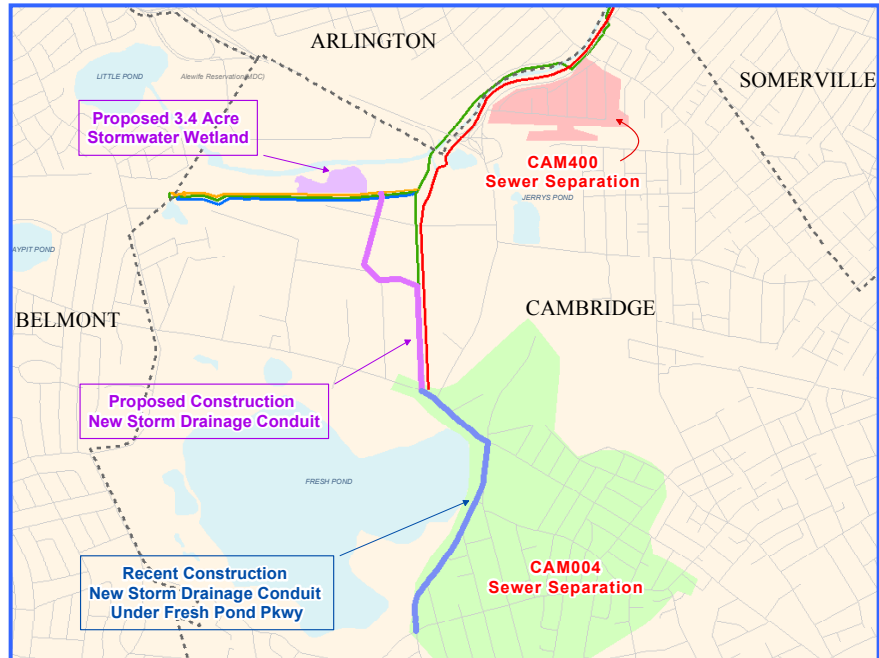 ARLINGTON
LITTLE POND
Alewife Reservation (MDC)
SOMERVILLE
Proposed 3.4 Acre
Stormwater Wetland
CAM400
Sewer Separation
JERRYS POND
AYPIT POND
BELMONT
CAMBRIDGE
Proposed Construction
New Storm Drainage Conduit
FRESH POND
Recent Construction
New Storm Drainage Conduit
Under Fresh Pond Pkwy
CAM004
Sewer Separation